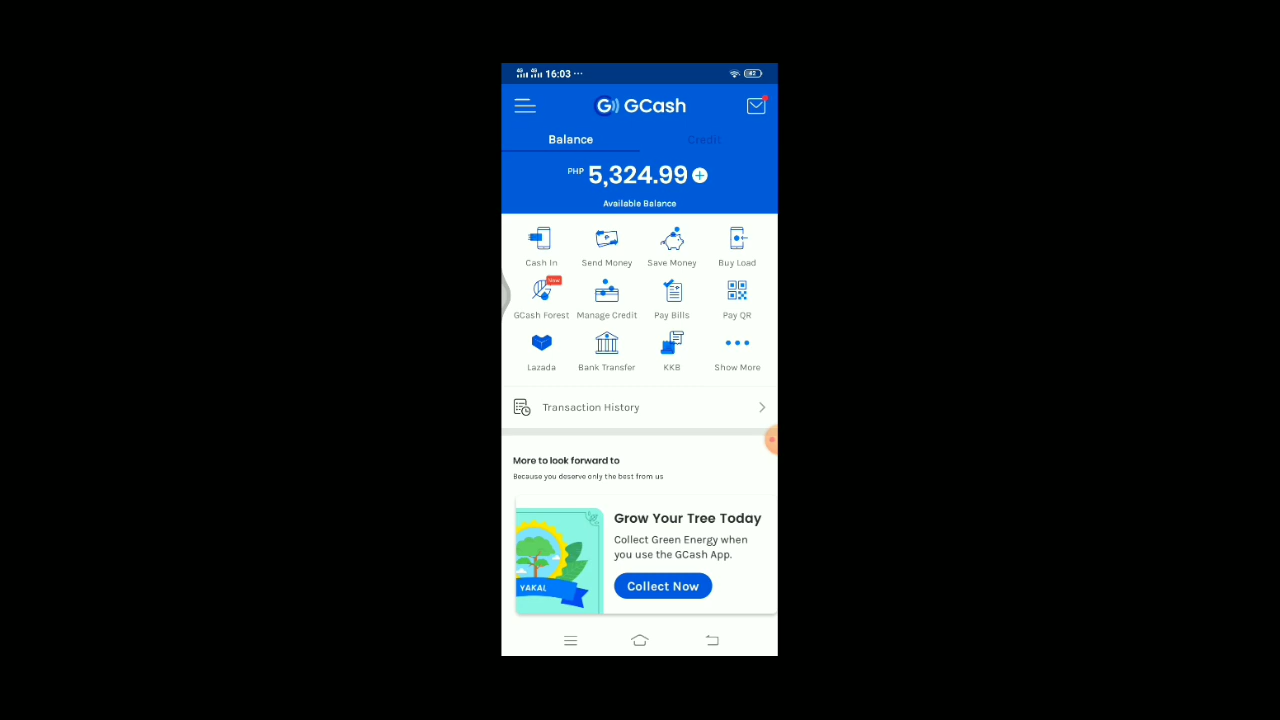 4G 4G 16:03 ...
GCash
Balance Credit
PHP 5,324.99
Available Balance
Cash In Send Money Save Money Buy Load
New
GCash Forest Manage Credit Pay Bills Pay QR
Lazada Bank Transfer KKB Show More
Transaction History
More to look forward to
Because you deserve only the best from us
Grow Your Tree Today
Collect Green Energy when
you use the GCash App.
YAKAL
Collect Now